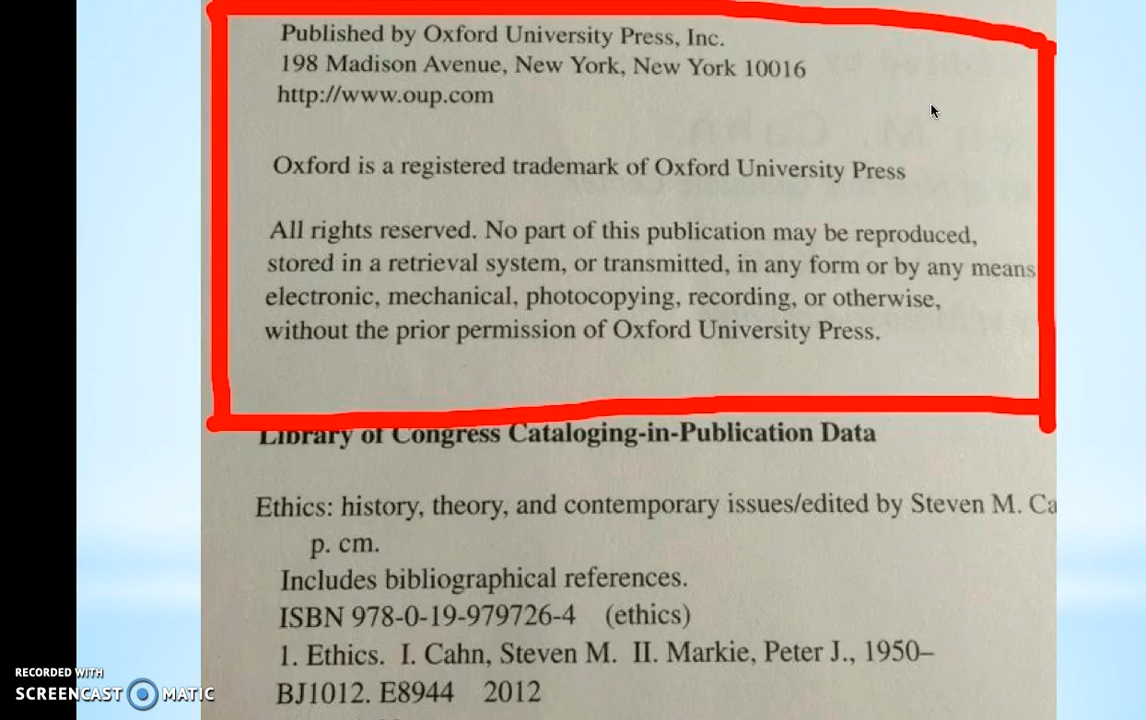 Published by Oxford University Press, Inc.
198 Madison Avenue, New York, New York 10016
http://www.oup.com
Oxford is a registered trademark of Oxford University Press
All rights reserved. No part of this publication may be reproduced,
stored in a retrieval system, or transmitted, in any form or by any means
electronic, mechanical, photocopying, recording, or otherwise,
without the prior permission of Oxford University Press.
Library of Congress Cataloging-in-Publication Data
Ethics: history, theory, and contemporary issues/edited by Steven M. Ca
p. cm.
Includes bibliographical references.
ISBN 978-0-19-979726-4 (ethics)
1. Ethics. I. Cahn, Steven M. II. Markie, Peter J., 1950–
BJ1012. E8944 2012
RECORDED WITH
SCREENCAST MATIC